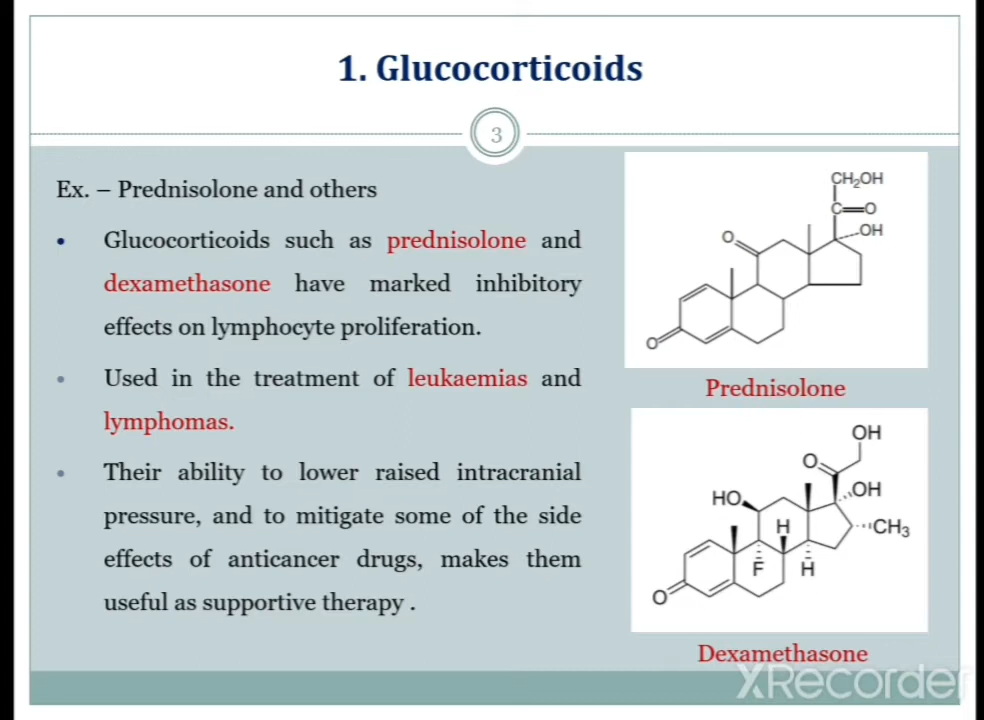 1. Glucocorticoids
3
Ex. – Prednisolone and others
• Glucocorticoids such as prednisolone and
dexamethasone have marked inhibitory
effects on lymphocyte proliferation.
• Used in the treatment of leukaemias and
lymphomas.
• Their ability to lower raised intracranial
pressure, and to mitigate some of the side
effects of anticancer drugs, makes them
useful as supportive therapy .
CH₂OH
C=O
OH
O
O
Prednisolone
OH
O
OH
HO
CH₃
H
F
H
O
Dexamethasone
XRecorder